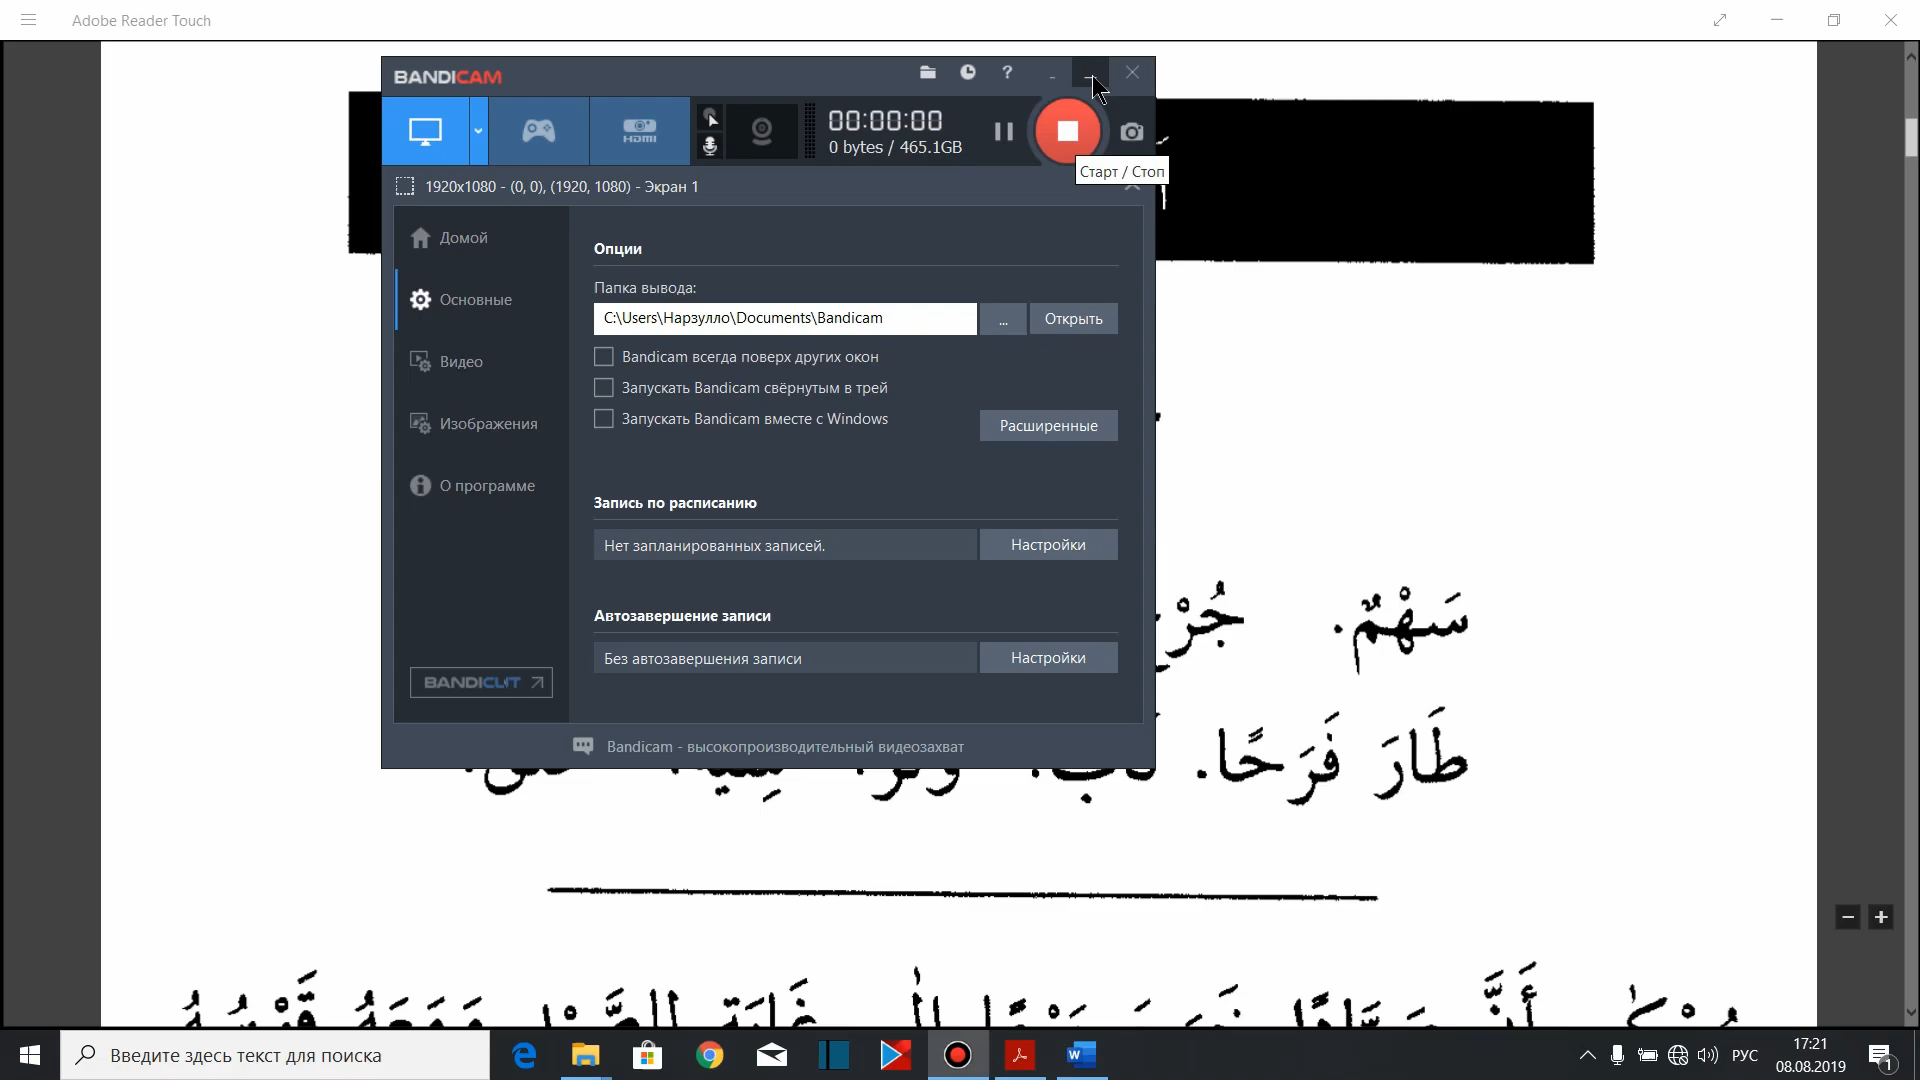 Adobe Reader Touch
BANDICAM
HDMI
00:00:00
0 bytes / 465.1GB
Старт / Стоп
1920x1080 - (0, 0), (1920, 1080) - Экран 1
Домой
Основные
Видео
Изображения
О программе
BANDICUT
Опции
Папка вывода:
C:\Users\Нарзулло\Documents\Bandicam
...
Открыть
Bandicam всегда поверх других окон
Запускать Bandicam свёрнутым в трей
Запускать Bandicam вместе с Windows
Расширенные
Запись по расписанию
Нет запланированных записей.
Настройки
Автозавершение записи
Без автозавершения записи
Настройки
Bandicam - высокопроизводительный видеозахват
سَهْمٌ.
طَارَ فَرَحًا.
Введите здесь текст для поиска
РУС
17:21
08.08.2019
1